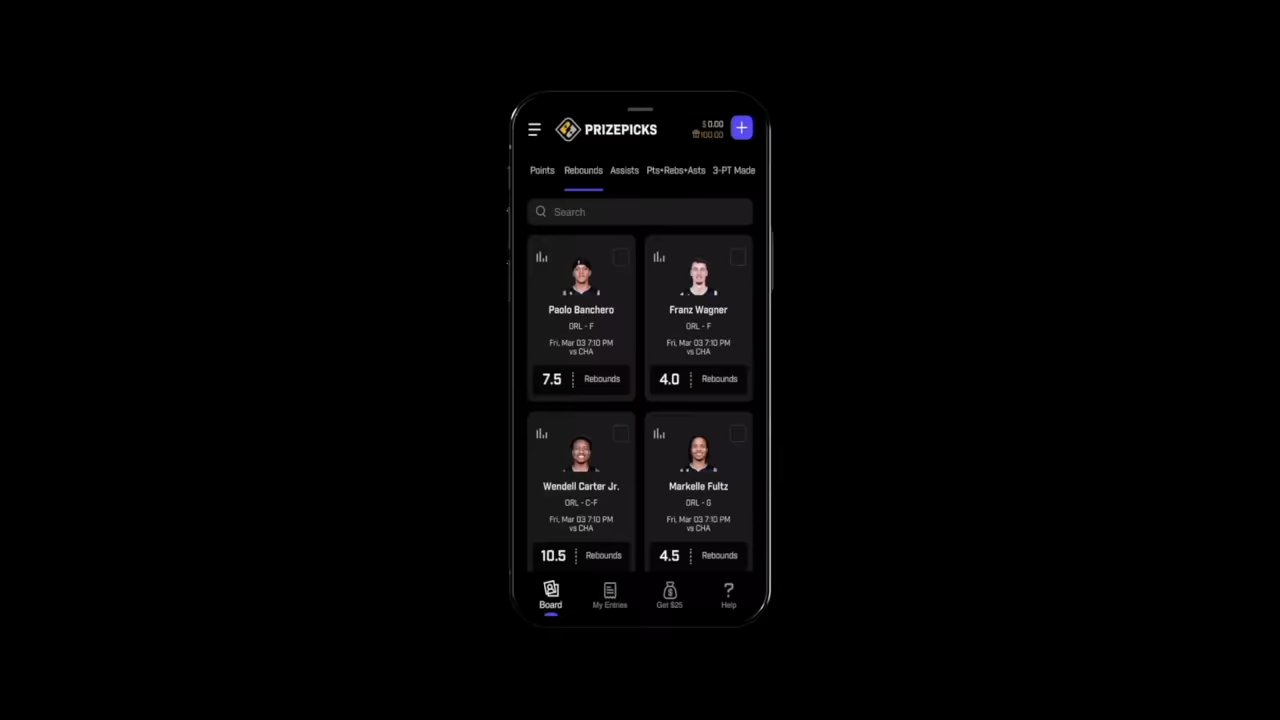 PRIZEPICKS
$ 0.00
100.00
Points Rebounds Assists Pts+Rebs+Asts 3-PT Made
Search
Paolo Banchero
ORL - F
Fri, Mar 03 7:10 PM
vs CHA
7.5 Rebounds
Franz Wagner
ORL - F
Fri, Mar 03 7:10 PM
vs CHA
4.0 Rebounds
Wendell Carter Jr.
ORL - C-F
Fri, Mar 03 7:10 PM
vs CHA
10.5 Rebounds
Markelle Fultz
ORL - G
Fri, Mar 03 7:10 PM
vs CHA
4.5 Rebounds
Board My Entries Get $25 Help